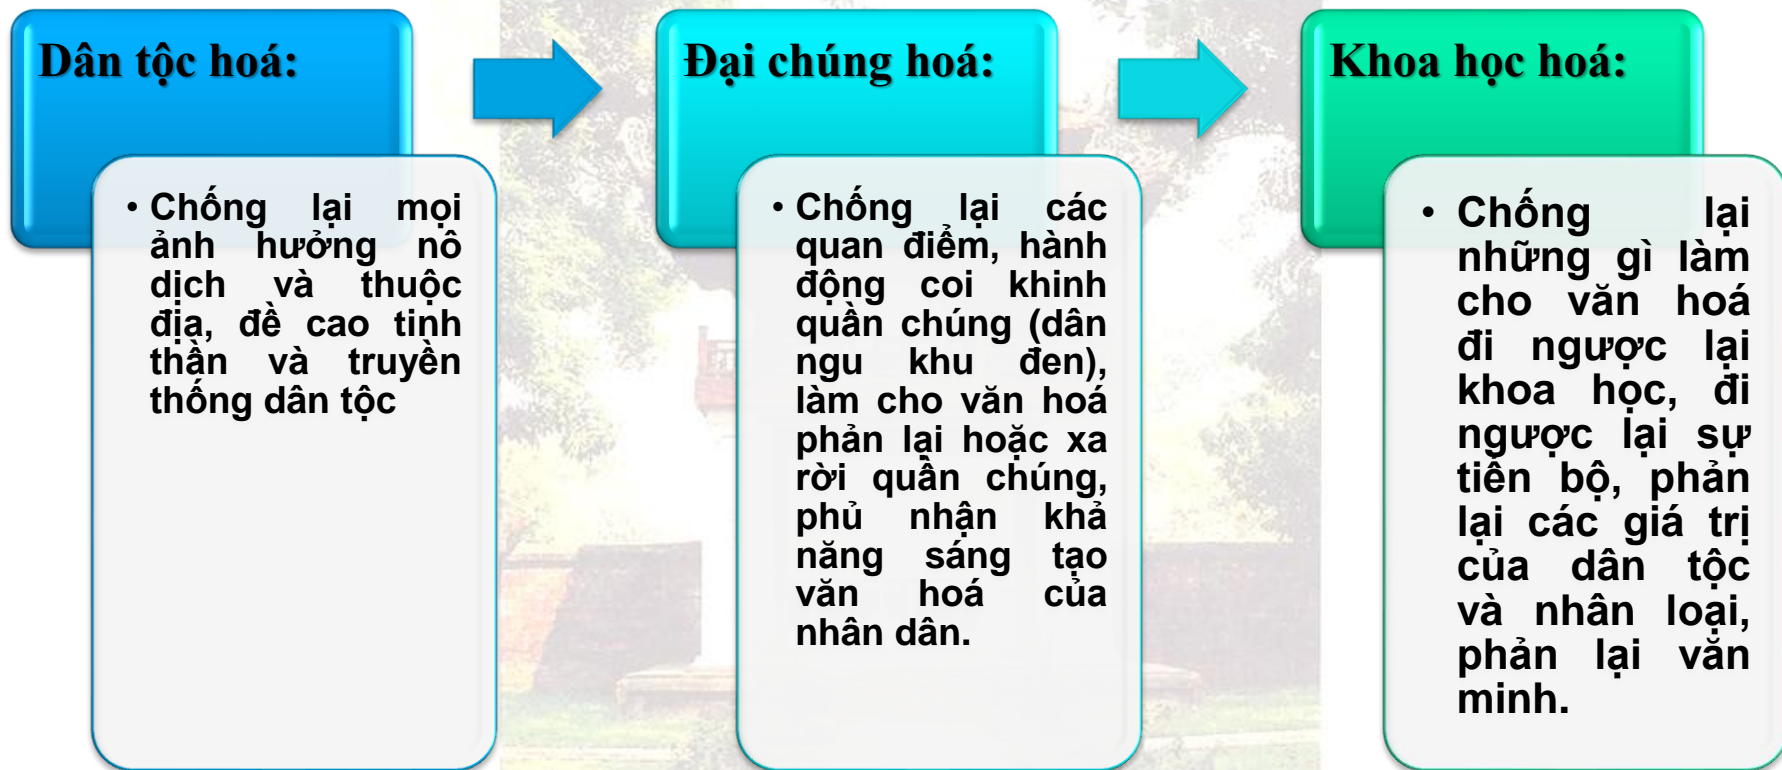 Dân tộc hoá:
• Chống lại mọi
ảnh hưởng nô
dịch và thuộc
địa, đề cao tinh
thần và truyền
thống dân tộc
Đại chúng hoá:
• Chống lại các
quan điểm, hành
động coi khinh
quần chúng (dân
ngu khu đen),
làm cho văn hoá
phản lại hoặc xa
rời quần chúng,
phủ nhận khả
năng sáng tạo
văn hoá của
nhân dân.
Khoa học hoá:
• Chống lại
những gì làm
cho văn hoá
đi ngược lại
khoa học, đi
ngược lại sự
tiến bộ, phản
lại các giá trị
của dân tộc
và nhân loại,
phản lại văn
minh.